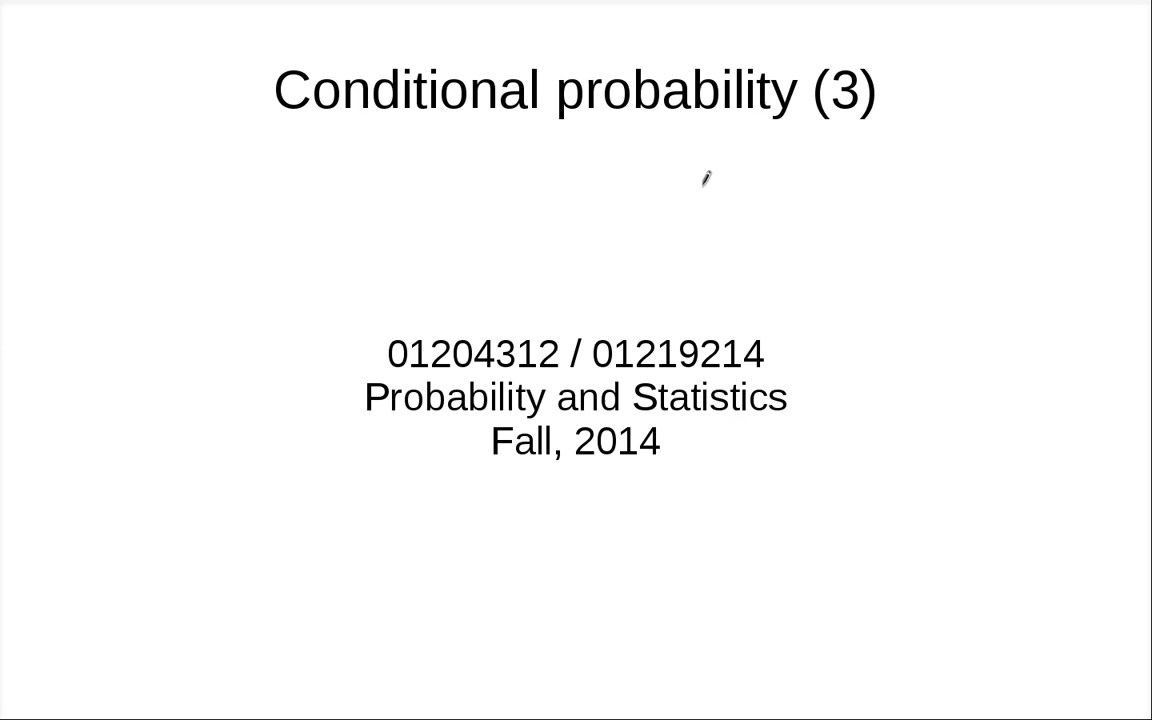 Conditional probability (3)
01204312 / 01219214
Probability and Statistics
Fall, 2014